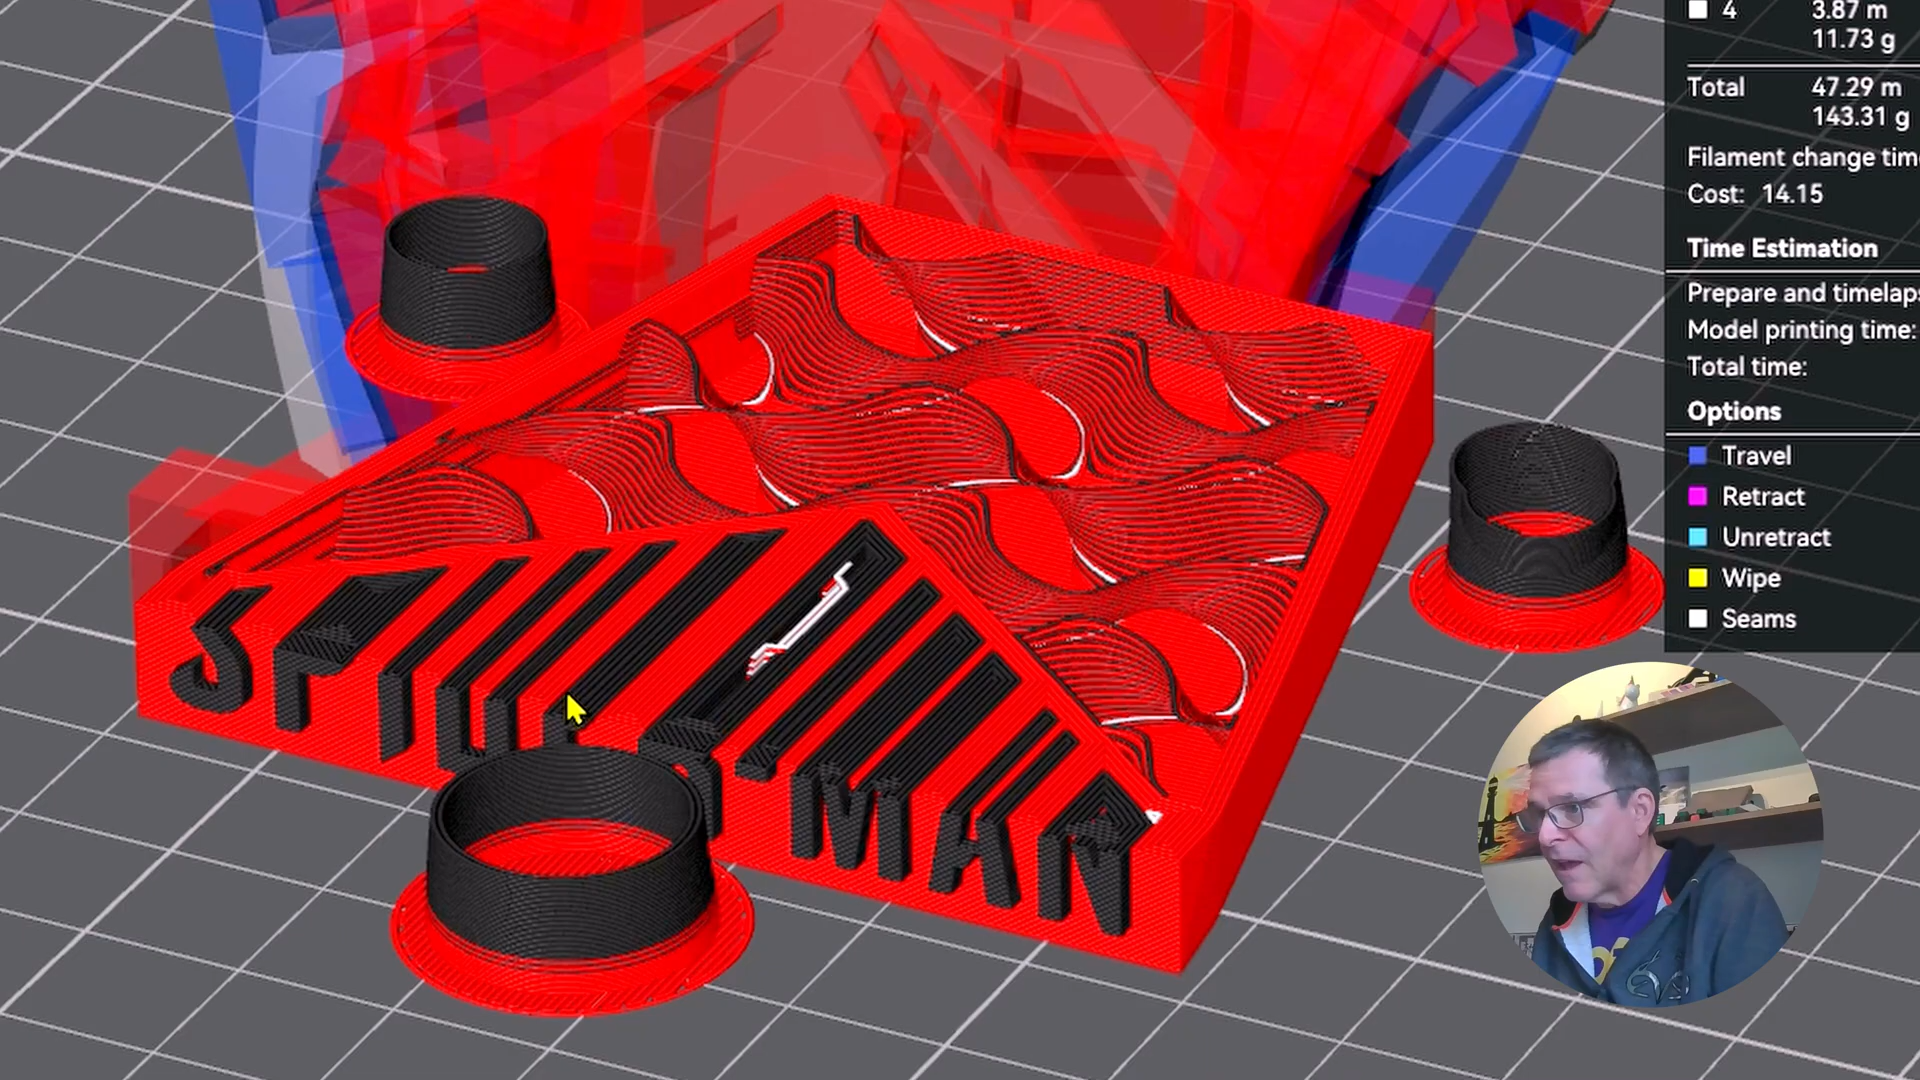 4 3.87 m
11.73 g
Total 47.29 m
143.31 g
Filament change tim
Cost: 14.15
Time Estimation
Prepare and timelaps
Model printing time:
Total time:
Options
Travel
Retract
Unretract
Wipe
Seams
MAN